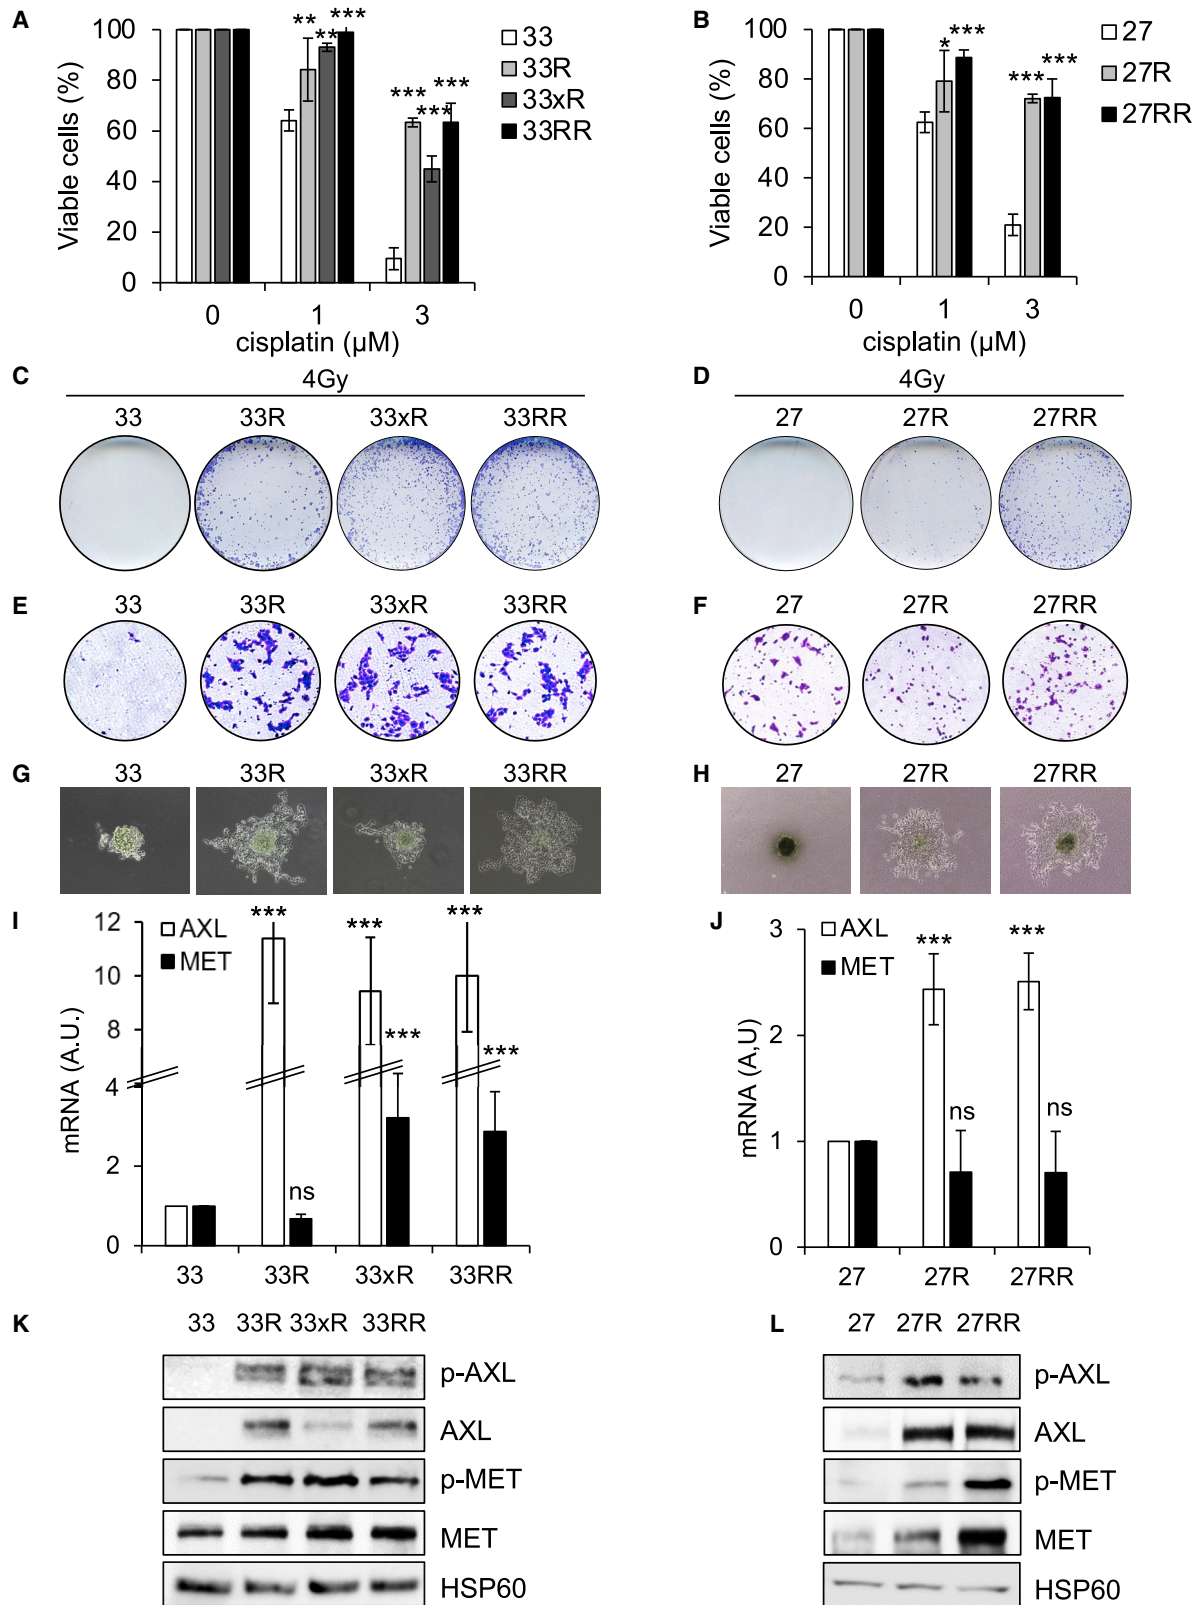 A
100
80
60
40
20
0
Viable cells (%)
** *** **
*** *** ***
0 1 3
cisplatin (µM)
33
33R
33xR
33RR
B
100
80
60
40
20
0
Viable cells (%)
* ***
*** ***
0 1 3
cisplatin (µM)
27
27R
27RR
C
4Gy
33 33R 33xR 33RR
D
4Gy
27 27R 27RR
E
33 33R 33xR 33RR
F
27 27R 27RR
G
33 33R 33xR 33RR
H
27 27R 27RR
I
12
10
8
4
2
0
mRNA (A.U.)
AXL
MET
*** *** ***
ns *** ***
33 33R 33xR 33RR
J
3
2
1
0
mRNA (A,U)
AXL
MET
*** ***
ns ns
27 27R 27RR
K
33 33R 33xR 33RR
p-AXL
AXL
p-MET
MET
HSP60
L
27 27R 27RR
p-AXL
AXL
p-MET
MET
HSP60